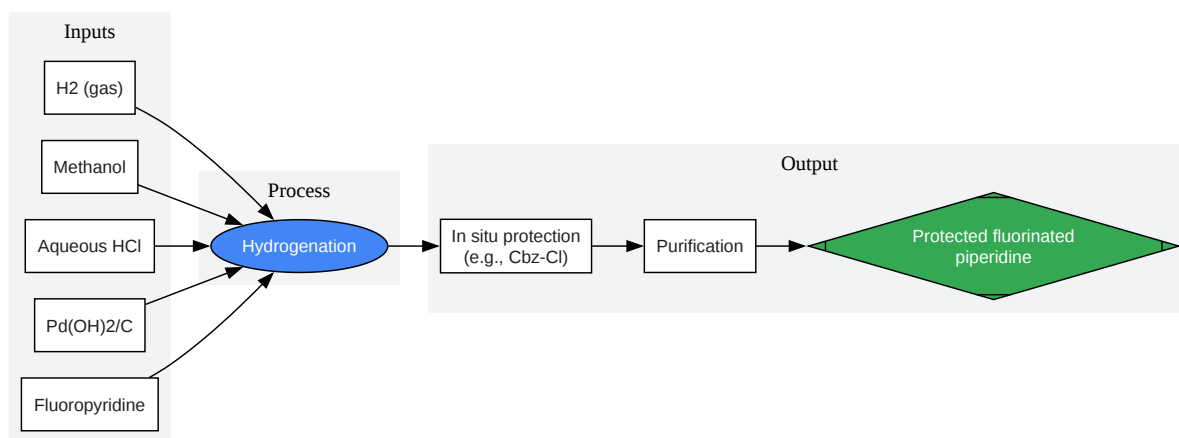 Inputs
H2 (gas)
Methanol
Aqueous HCl
Pd(OH)2/C
Fluoropyridine
Process
Hydrogenation
Output
In situ protection
(e.g., Cbz-Cl)
Purification
Protected fluorinated
piperidine